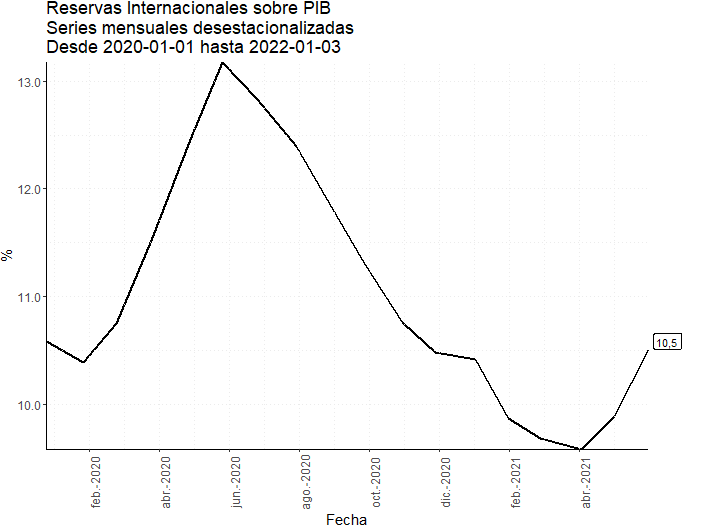 Reservas Internacionales sobre PIB
Series mensuales desestacionalizadas
Desde 2020-01-01 hasta 2022-01-03
%
13.0
12.0
11.0
10.0
10,5
feb.-2020
abr.-2020
jun.-2020
ago.-2020
oct.-2020
dic.-2020
feb.-2021
abr.-2021
Fecha